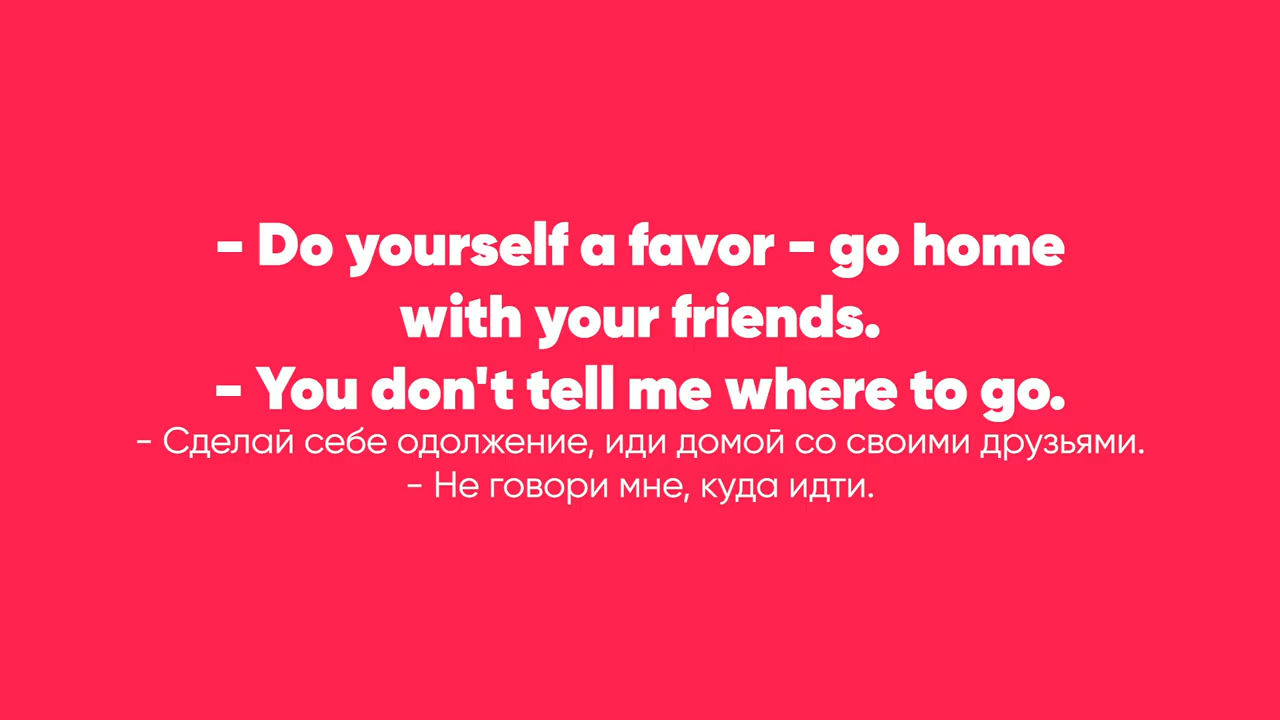 - Do yourself a favor - go home
with your friends.
- You don't tell me where to go.
- Сделай себе одолжение, иди домой со своими друзьями.
- Не говори мне, куда идти.